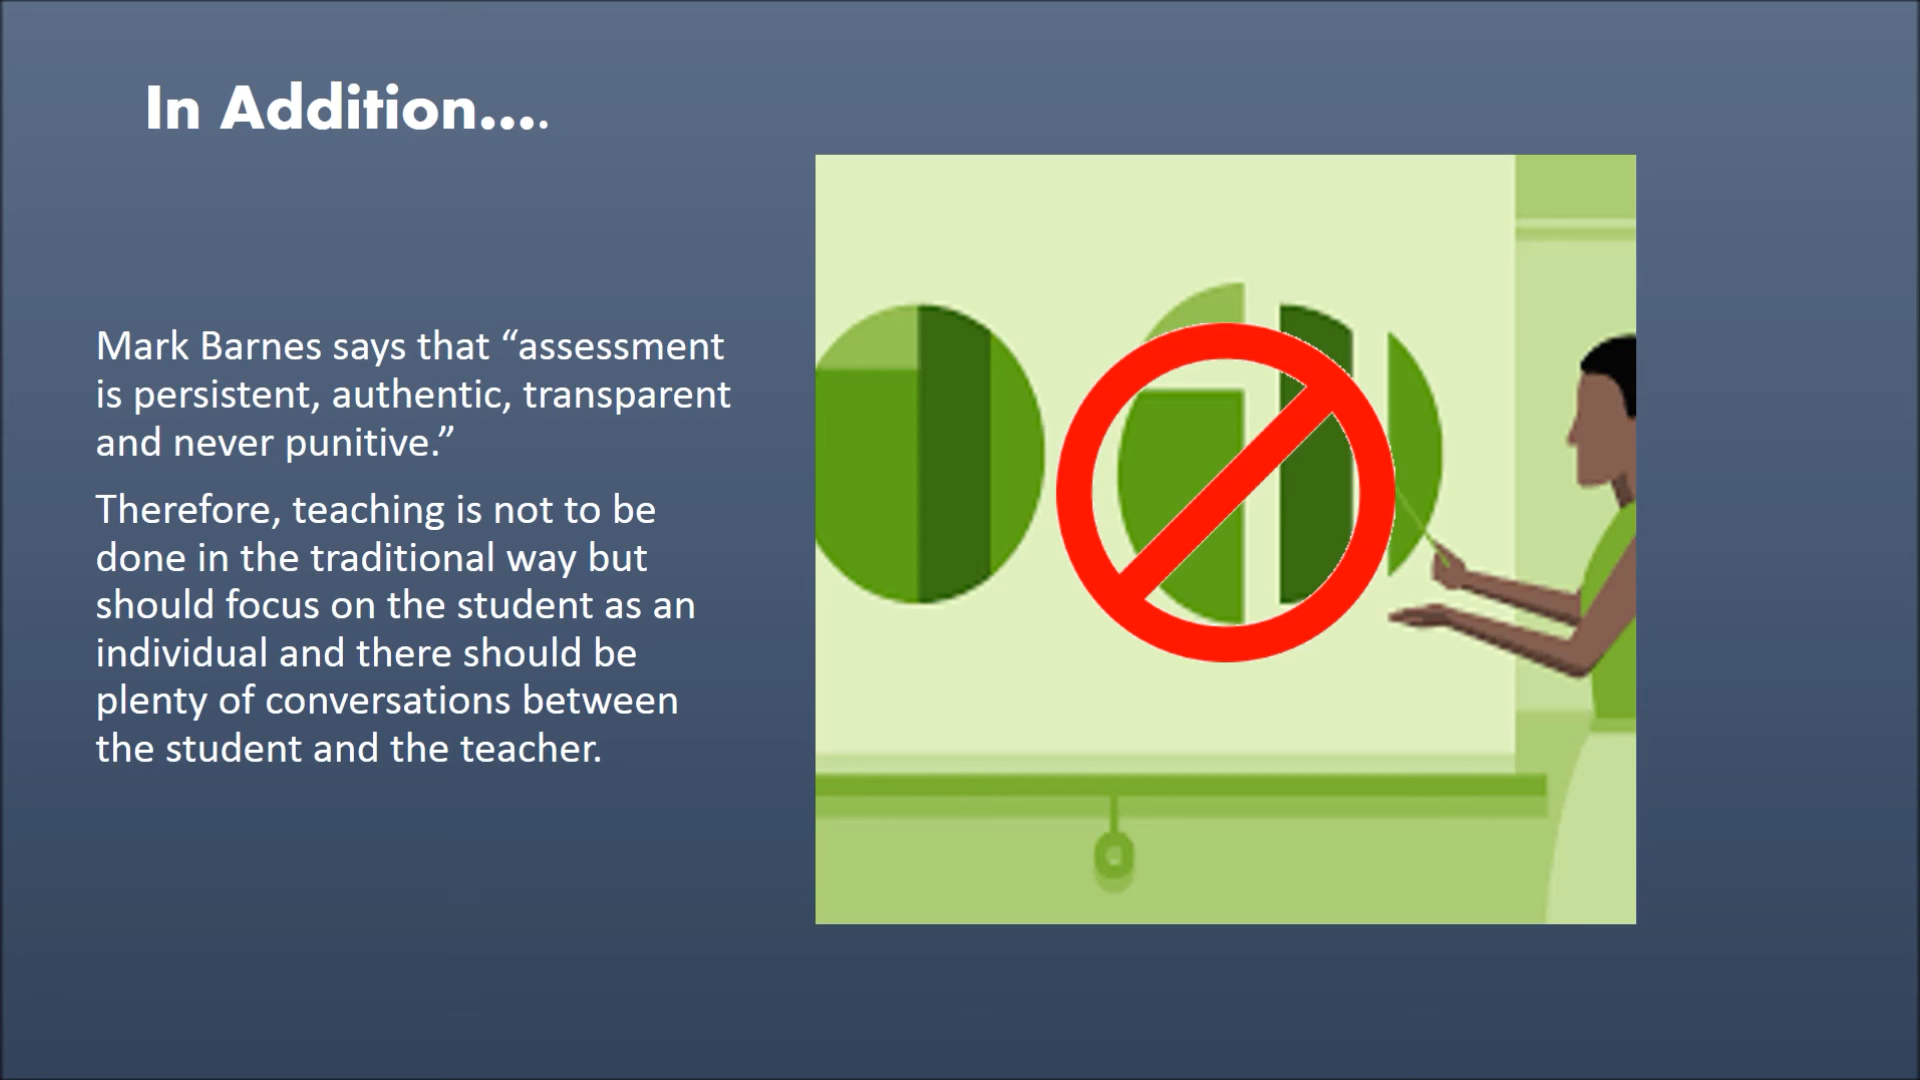 In Addition....
Mark Barnes says that “assessment
is persistent, authentic, transparent
and never punitive.”
Therefore, teaching is not to be
done in the traditional way but
should focus on the student as an
individual and there should be
plenty of conversations between
the student and the teacher.